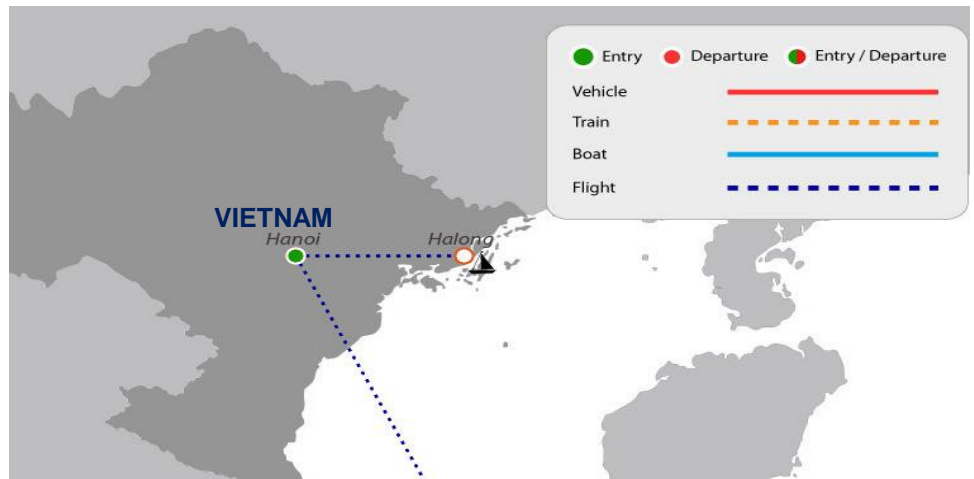 Entry Departure Entry / Departure
Vehicle
Train
Boat
Flight
VIETNAM
Hanoi
Halong